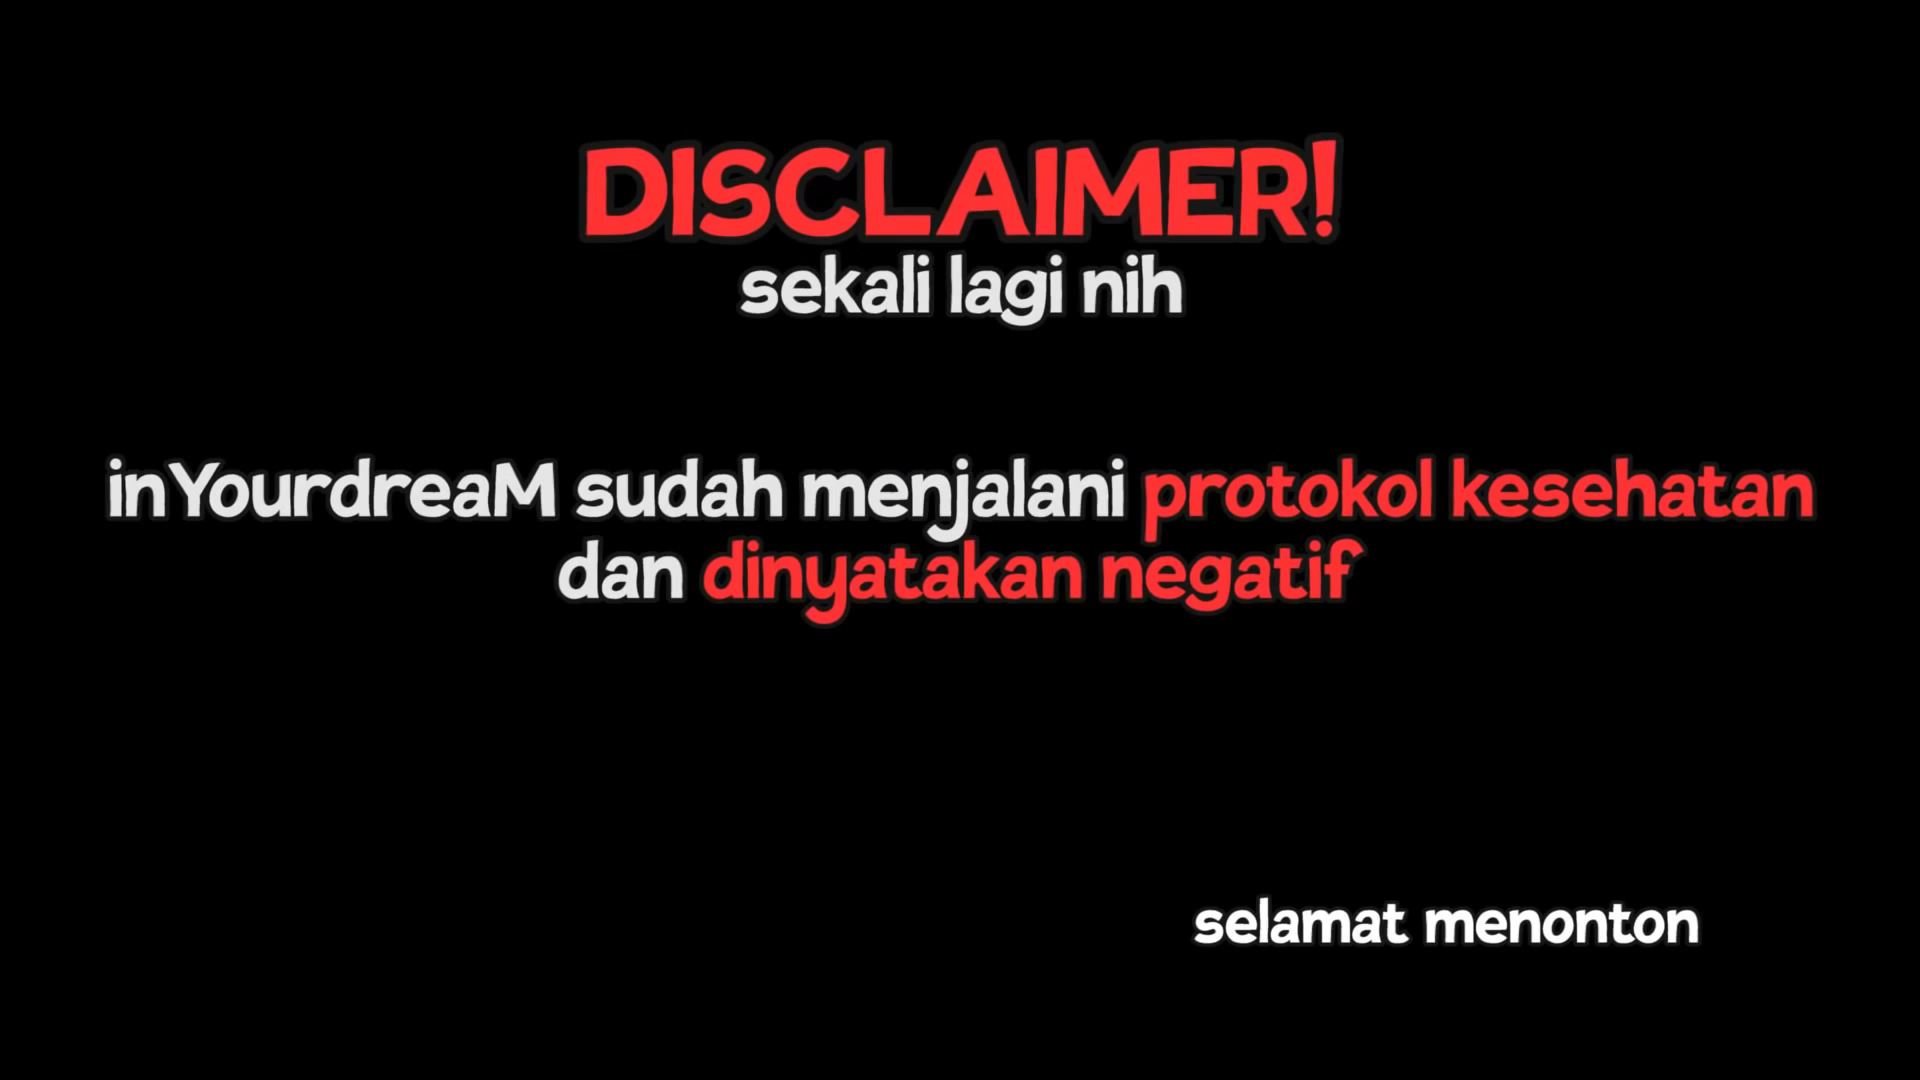 DISCLAIMER!
sekali lagi nih
inYourdreaM sudah menjalani protokol kesehatan
dan dinyatakan negatif
selamat menonton